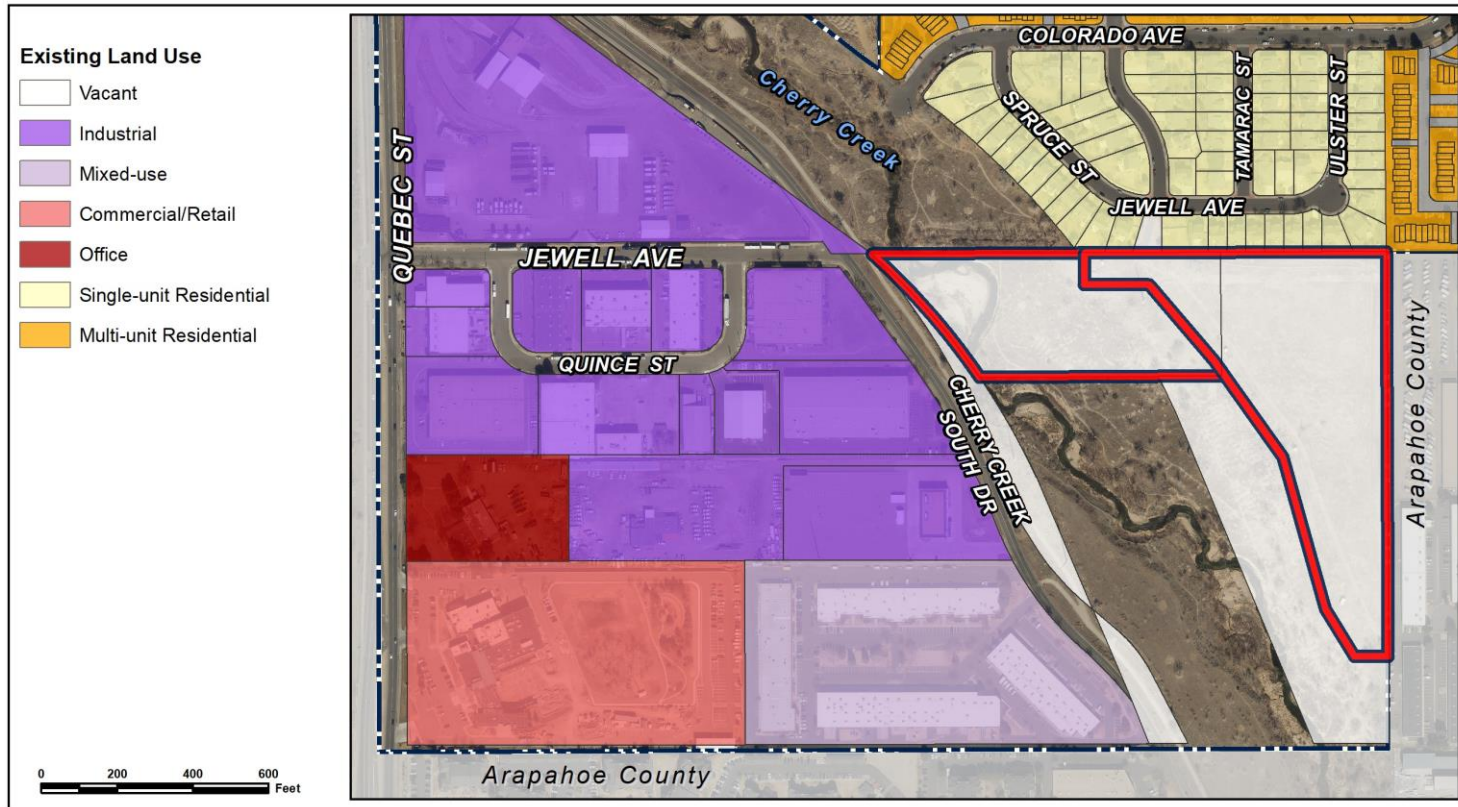 Existing Land Use
Vacant
Industrial
Mixed-use
Commercial/Retail
Office
Single-unit Residential
Multi-unit Residential
0 200 400 600
Feet
COLORADO AVE
Cherry Creek
SPRUCE ST
TAMARAC ST
ULSTER ST
JEWELL AVE
QUEBEC ST
JEWELL AVE
QUINCE ST
CHERRY CREEK
SOUTH DR
Arapahoe County
Arapahoe County